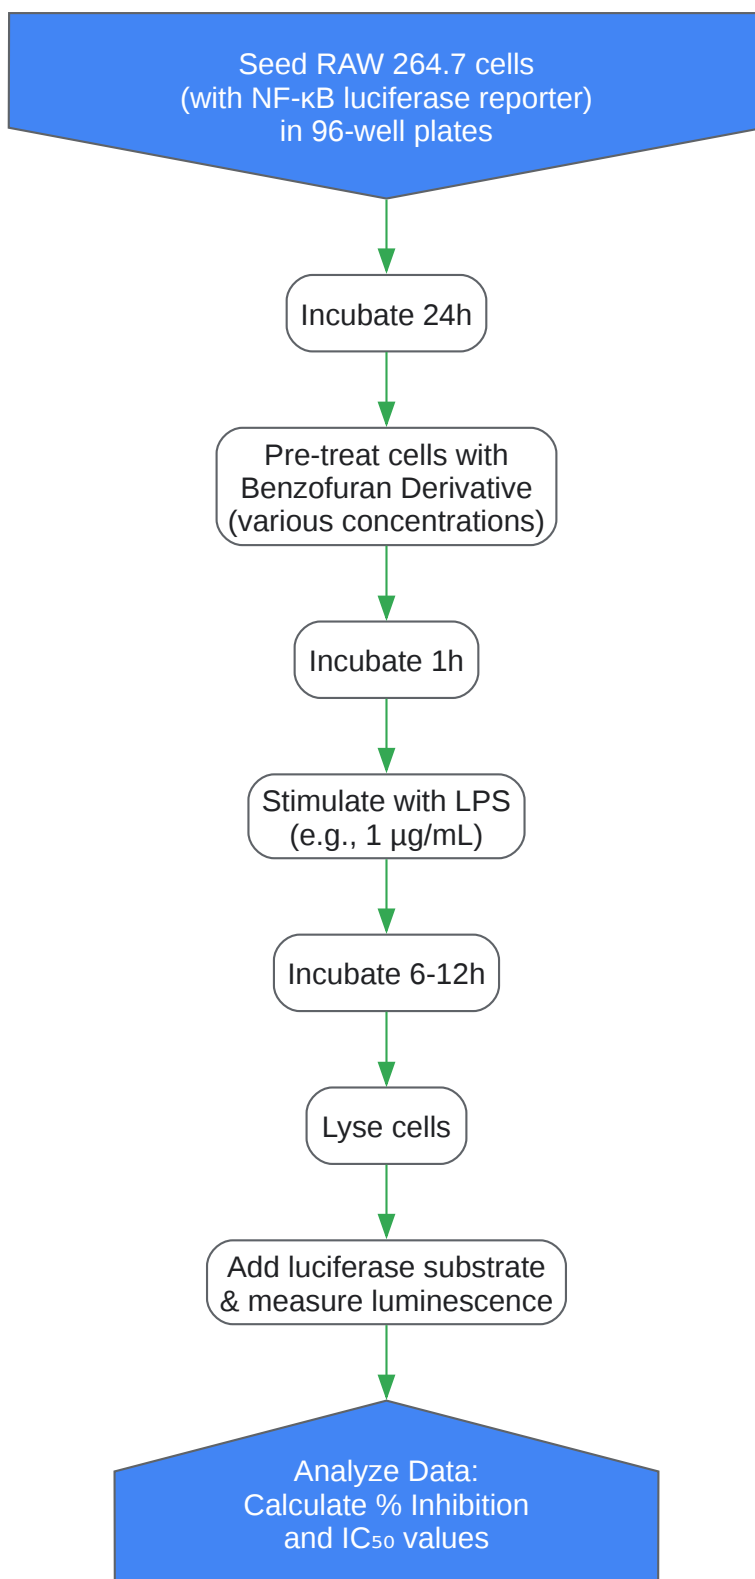 Seed RAW 264.7 cells
(with NF-κB luciferase reporter)
in 96-well plates
Incubate 24h
Pre-treat cells with
Benzofuran Derivative
(various concentrations)
Incubate 1h
Stimulate with LPS
(e.g., 1 µg/mL)
Incubate 6-12h
Lyse cells
Add luciferase substrate
& measure luminescence
Analyze Data:
Calculate % Inhibition
and IC₅₀ values